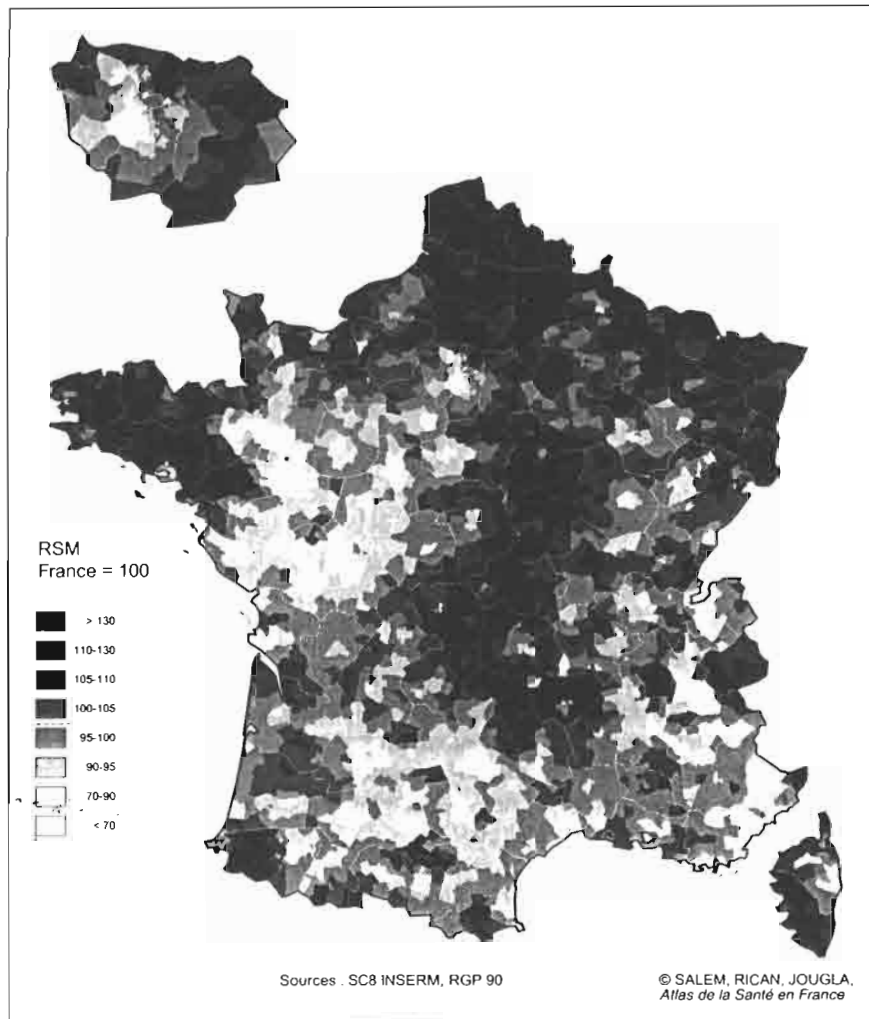 RSM
France = 100
> 130
110-130
105-110
100-105
95-100
90-95
70-90
< 70
Sources . SC8 INSERM, RGP 90
© SALEM, RICAN, JOUGLA,
Atlas de la Santé en France